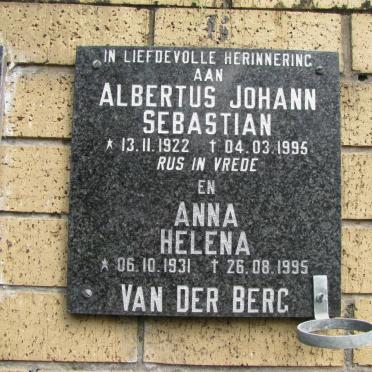 IN LIEFDEVOLLE HERINNERING
AAN
ALBERTUS JOHANN
SEBASTIAN
* 13.11.1922 † 04.03.1995
RUS IN VREDE
EN
ANNA
HELENA
* 06.10.1931 † 26.08.1995
VAN DER BERG